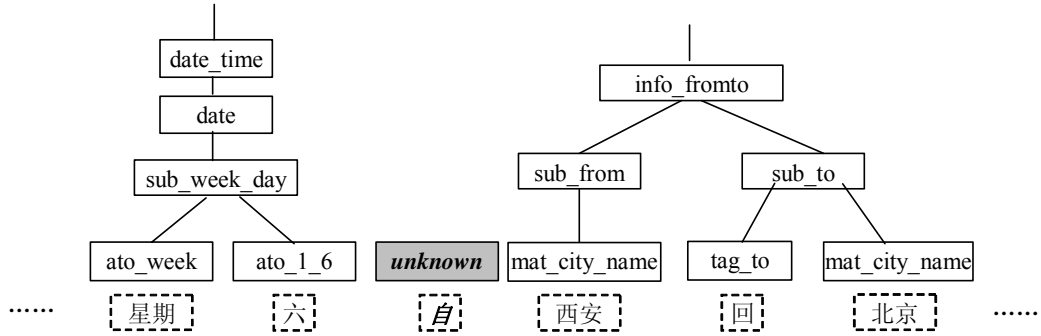 date_time
info_fromto
date
sub_week_day
sub_from
sub_to
ato_week
ato_1_6
unknown
mat_city_name
tag_to
mat_city_name
…… 星期 六 自 西安 回 北京 ……